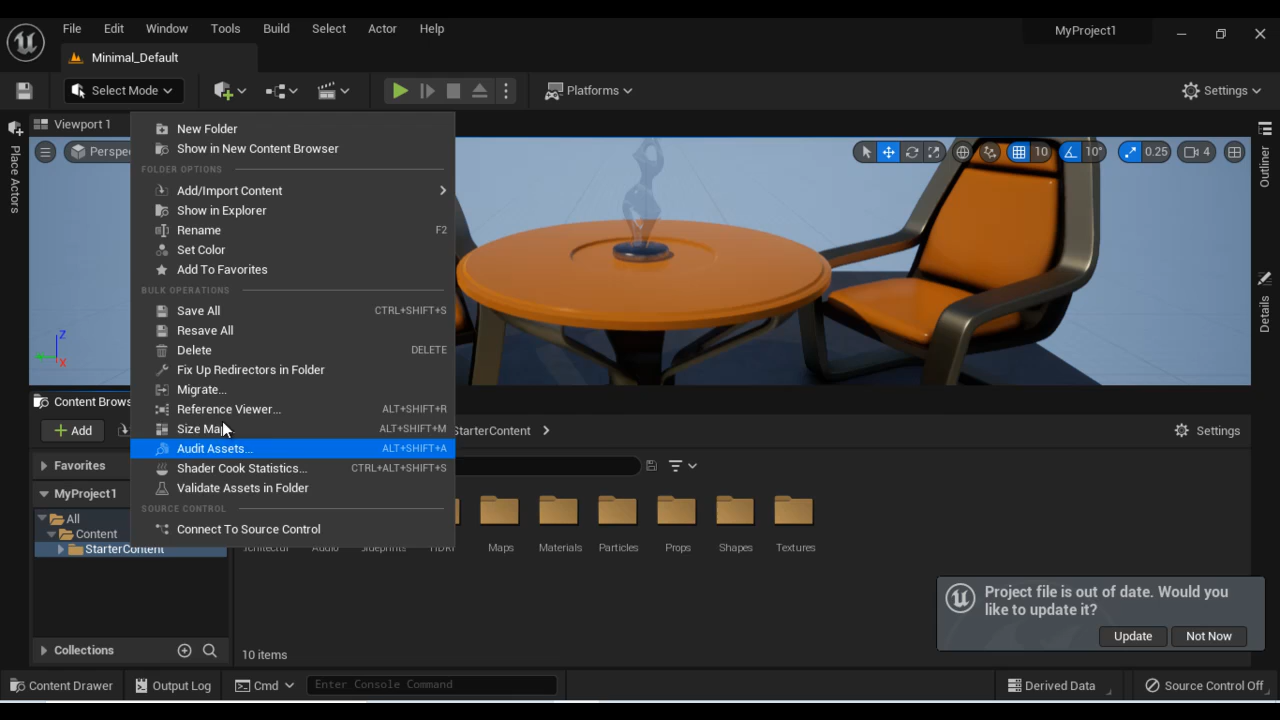 File Edit Window Tools Build Select Actor Help
MyProject1
Minimal_Default
Select Mode
Platforms
Settings
Viewport 1
Place Actors
Perspe
10
10°
0.25
4
Outliner
Details
New Folder
Show in New Content Browser
FOLDER OPTIONS
Add/Import Content
Show in Explorer
Rename F2
Set Color
Add To Favorites
BULK OPERATIONS
Save All CTRL+SHIFT+S
Resave All
Delete DELETE
Fix Up Redirectors in Folder
Migrate...
Reference Viewer... ALT+SHIFT+R
Size Map ALT+SHIFT+M
Audit Assets... ALT+SHIFT+A
Shader Cook Statistics... CTRL+ALT+SHIFT+S
Validate Assets in Folder
SOURCE CONTROL
Connect To Source Control
Z
X
Content Brows
Add
StarterContent
Settings
Favorites
MyProject1
All
Content
StarterContent
Collections
Maps Materials Particles Props Shapes Textures
10 items
Project file is out of date. Would you
like to update it?
Update Not Now
Content Drawer Output Log Cmd Enter Console Command Derived Data Source Control Off